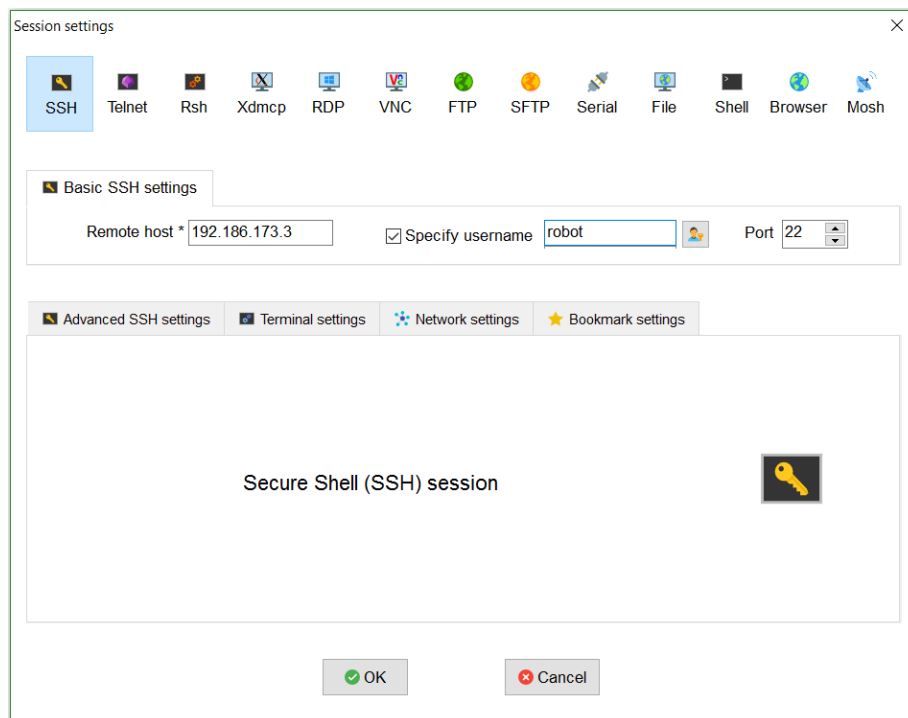 Session settings
SSH Telnet Rsh Xdmcp RDP VNC FTP SFTP Serial File Shell Browser Mosh
Basic SSH settings
Remote host * 192.186.173.3 Specify username robot Port 22
Advanced SSH settings Terminal settings Network settings Bookmark settings
Secure Shell (SSH) session
OK Cancel